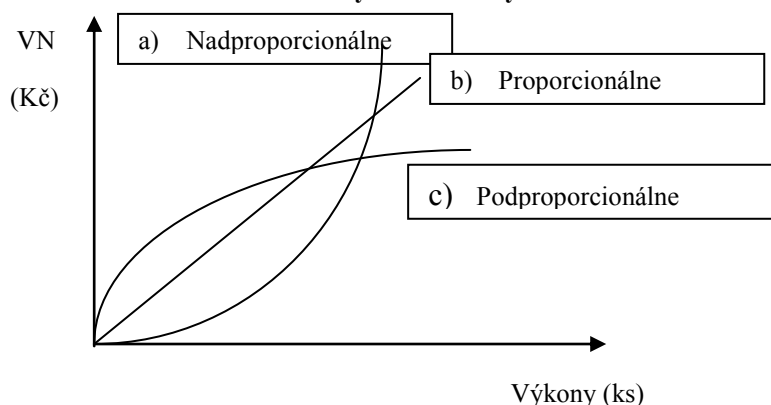 VN
(Kč)
a) Nadproporcionálne
b) Proporcionálne
c) Podproporcionálne
Výkony (ks)